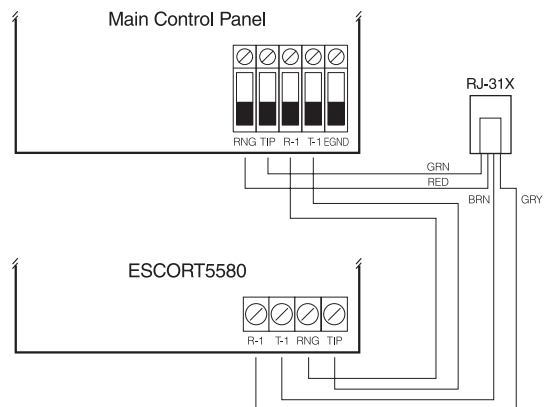 Main Control Panel
RJ-31X
RNG TIP R-1 T-1 EGND
GRN
RED
BRN GRY
ESCORT5580
R-1 T-1 RNG TIP